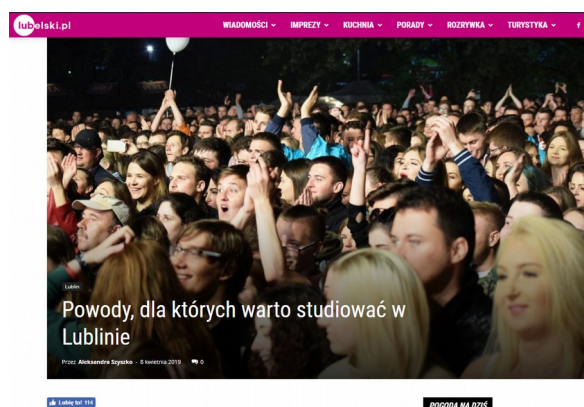 lubelski.pl
WIADOMOŚCI IMPREZY KUCHNIA PORADY ROZRYWKA TURYSTYKA f
Lublin
Powody, dla których warto studiować w
Lublinie
Przez Aleksandra Szyszko - 8 kwietnia 2019 0
Lubię to! 114
POGODA NA DZIŚ